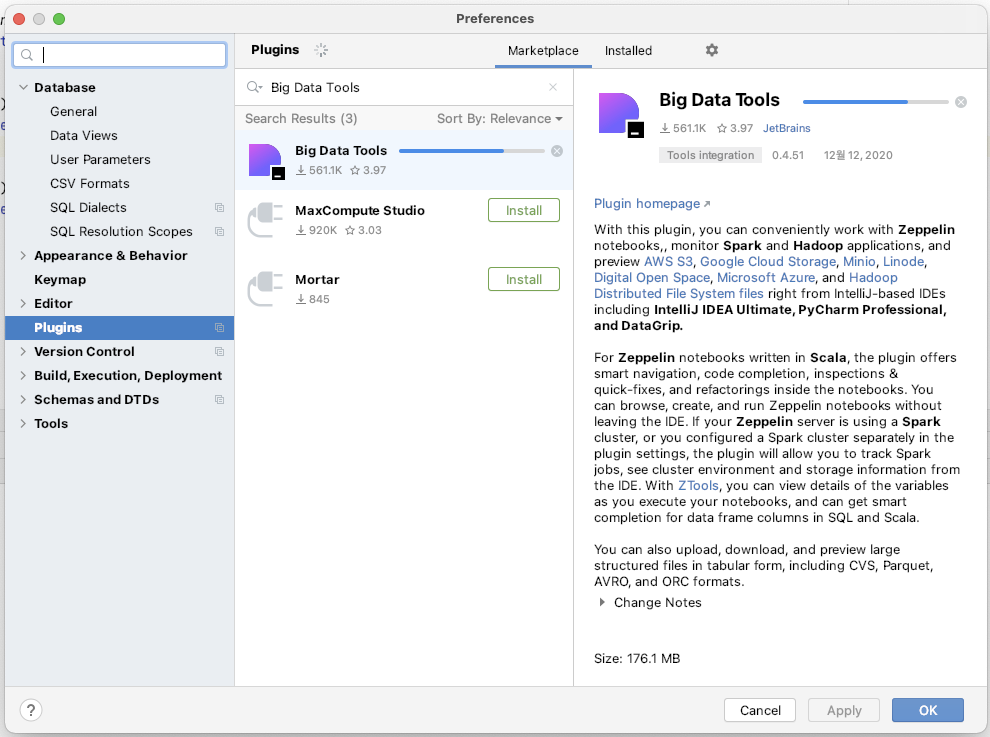 Preferences
Plugins
Marketplace
Installed
Database
General
Data Views
User Parameters
CSV Formats
SQL Dialects
SQL Resolution Scopes
Appearance & Behavior
Keymap
Editor
Plugins
Version Control
Build, Execution, Deployment
Schemas and DTDs
Tools
Big Data Tools
Search Results (3)
Sort By: Relevance
Big Data Tools
561.1K 3.97
MaxCompute Studio
920K 3.03
Install
Mortar
845
Install
Big Data Tools
561.1K 3.97 JetBrains
Tools integration 0.4.51 12월 12, 2020
Plugin homepage ↗
With this plugin, you can conveniently work with Zeppelin
notebooks,, monitor Spark and Hadoop applications, and
preview AWS S3, Google Cloud Storage, Minio, Linode,
Digital Open Space, Microsoft Azure, and Hadoop
Distributed File System files right from IntelliJ-based IDEs
including IntelliJ IDEA Ultimate, PyCharm Professional,
and DataGrip.
For Zeppelin notebooks written in Scala, the plugin offers
smart navigation, code completion, inspections &
quick-fixes, and refactorings inside the notebooks. You
can browse, create, and run Zeppelin notebooks without
leaving the IDE. If your Zeppelin server is using a Spark
cluster, or you configured a Spark cluster separately in the
plugin settings, the plugin will allow you to track Spark
jobs, see cluster environment and storage information from
the IDE. With ZTools, you can view details of the variables
as you execute your notebooks, and can get smart
completion for data frame columns in SQL and Scala.
You can also upload, download, and preview large
structured files in tabular form, including CVS, Parquet,
AVRO, and ORC formats.
Change Notes
Size: 176.1 MB
?
Cancel
Apply
OK